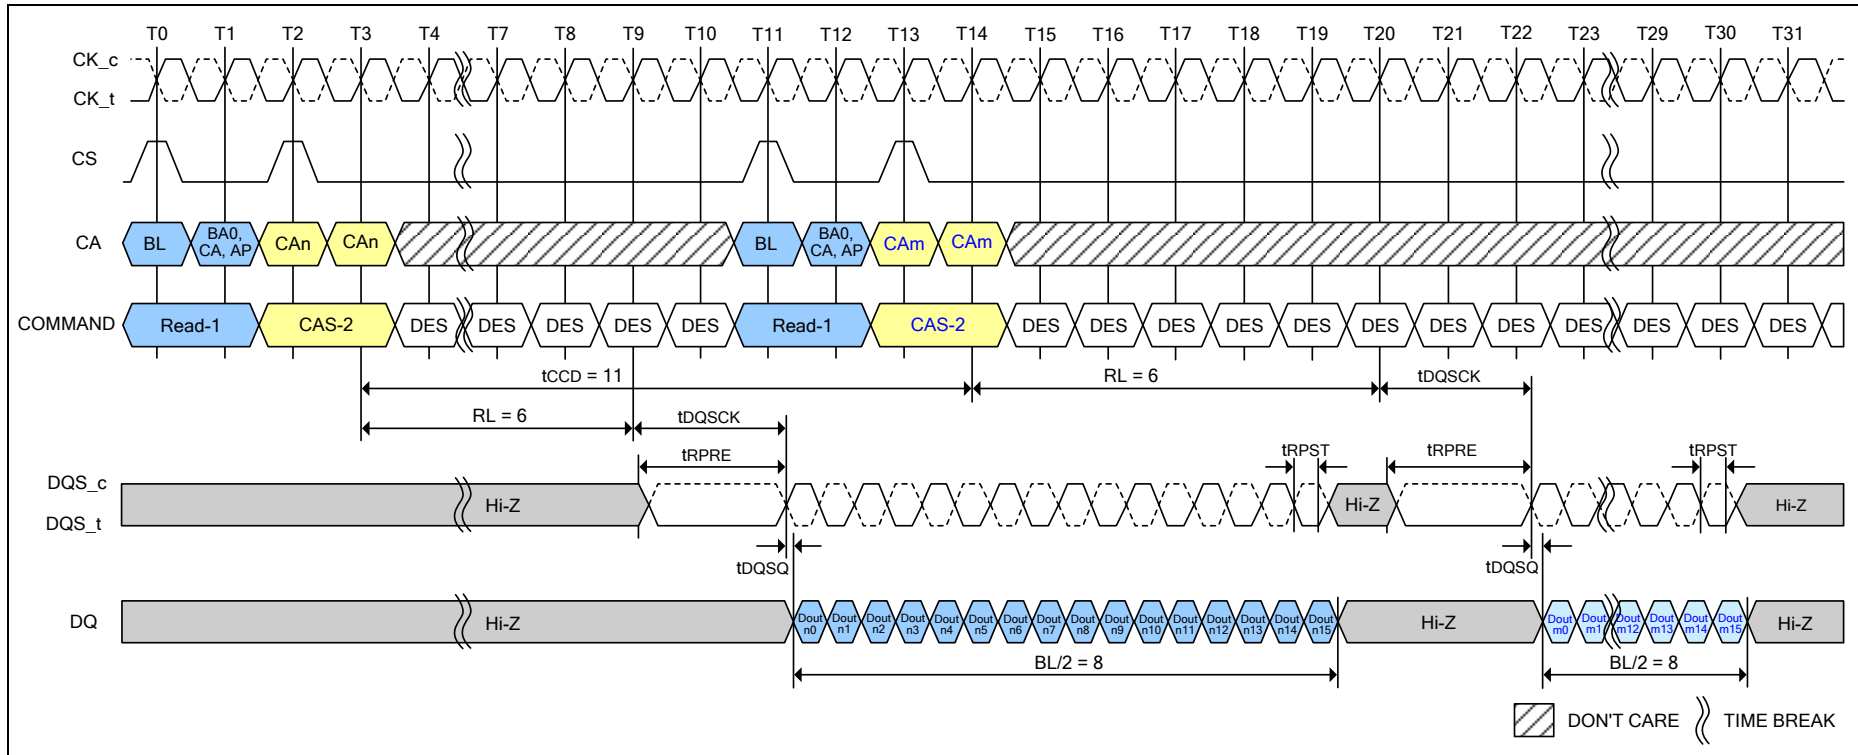 T0 T1 T2 T3 T4 T7 T8 T9 T10 T11 T12 T13 T14 T15 T16 T17 T18 T19 T20 T21 T22 T23 T29 T30 T31
CK_c
CK_t
CS
CA BL BA0, CA, AP CAn CAn BL BA0, CA, AP CAm CAm
COMMAND Read-1 CAS-2 DES DES DES DES DES Read-1 CAS-2 DES DES DES DES DES DES DES DES DES DES DES DES
tCCD = 11 RL = 6 tDQSCK
RL = 6 tDQSCK
tRPRE tRPST tRPRE tRPST
DQS_c
Hi-Z Hi-Z Hi-Z
DQS_t
tDQSQ tDQSQ
DQ Hi-Z Dout n0 Dout n1 Dout n2 Dout n3 Dout n4 Dout n5 Dout n6 Dout n7 Dout n8 Dout n9 Dout n10 Dout n11 Dout n12 Dout n13 Dout n14 Dout n15 Hi-Z Dout m0 Dout m1 Dout m12 Dout m13 Dout m14 Dout m15 Hi-Z
BL/2 = 8 BL/2 = 8
DON'T CARE TIME BREAK